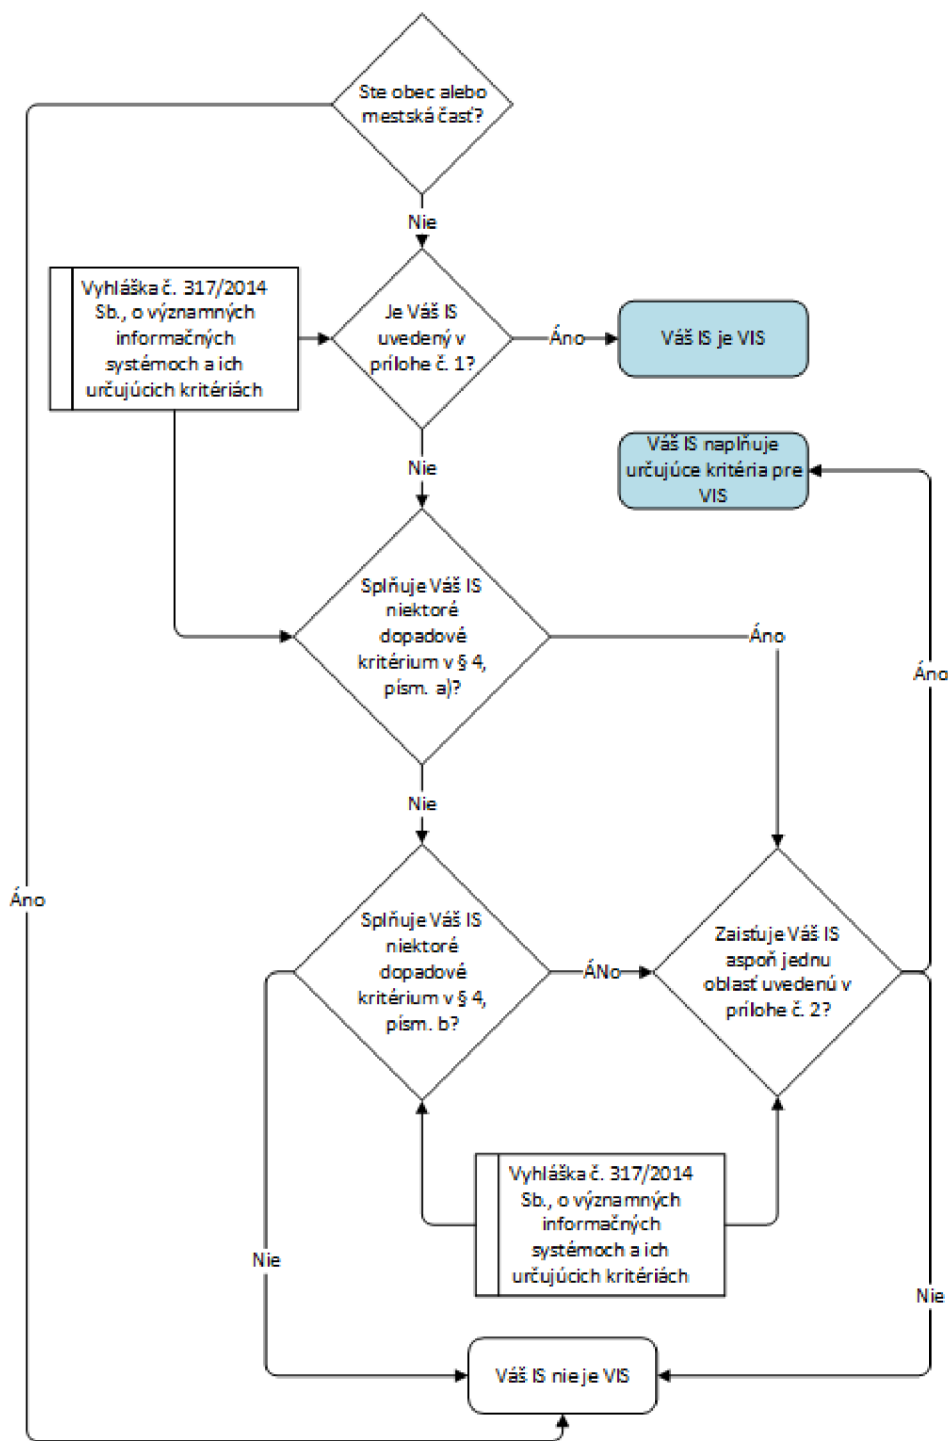 Ste obec alebo
mestská časť?
Nie
Vyhláška č. 317/2014
Sb., o významných
informačných
systémoch a ich
určujúcich kritériách
Je Váš IS
uvedený v
prílohe č. 1?
Áno
Váš IS je VIS
Váš IS naplňuje
určujúce kritéria pre
VIS
Nie
Splňuje Váš IS
niektoré
dopadové
kritérium v § 4,
písm. a)?
Áno
Áno
Nie
Áno
Splňuje Váš IS
niektoré
dopadové
kritérium v § 4,
písm. b?
ÁNo
Zaisťuje Váš IS
aspoň jednu
oblasť uvedenú v
prílohe č. 2?
Vyhláška č. 317/2014
Sb., o významných
informačných
systémoch a ich
určujúcich kritériách
Nie
Nie
Váš IS nie je VIS